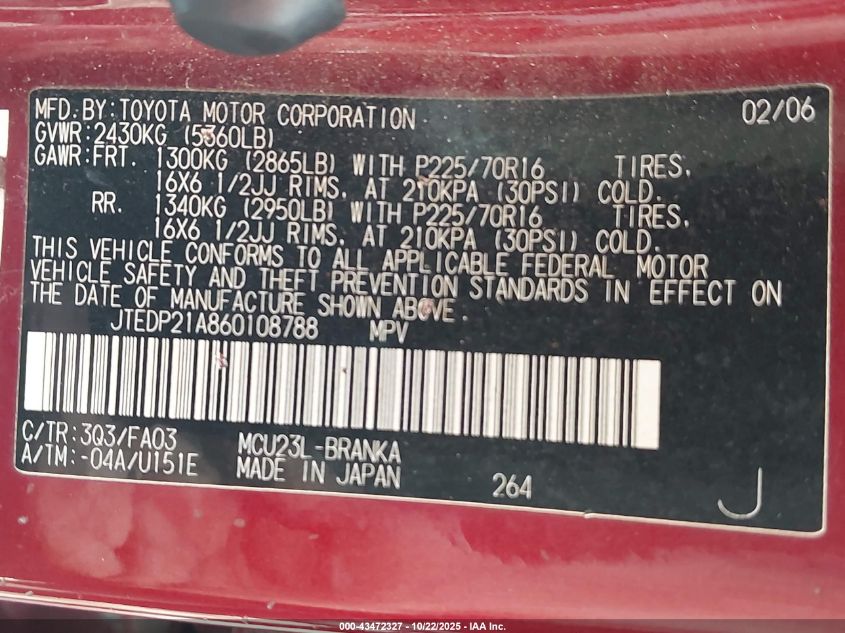 MFD. BY: TOYOTA MOTOR CORPORATION 02/06
GVWR: 2430KG (5360LB)
GAWR: FRT. 1300KG (2865LB) WITH P225/70R16 TIRES,
16X6 1/2JJ RIMS, AT 210KPA (30PSI) COLD.
RR. 1340KG (2950LB) WITH P225/70R16 TIRES,
16X6 1/2JJ RIMS, AT 210KPA (30PSI) COLD.
THIS VEHICLE CONFORMS TO ALL APPLICABLE FEDERAL MOTOR
VEHICLE SAFETY AND THEFT PREVENTION STANDARDS IN EFFECT ON
THE DATE OF MANUFACTURE SHOWN ABOVE.
JTEDP21A860108788 MPV
C/TR: 3Q3/FA03 MCU23L-BRANKA
A/TM: -04A/U151E MADE IN JAPAN 264 J
000-43472327 - 10/22/2025 - IAA Inc.